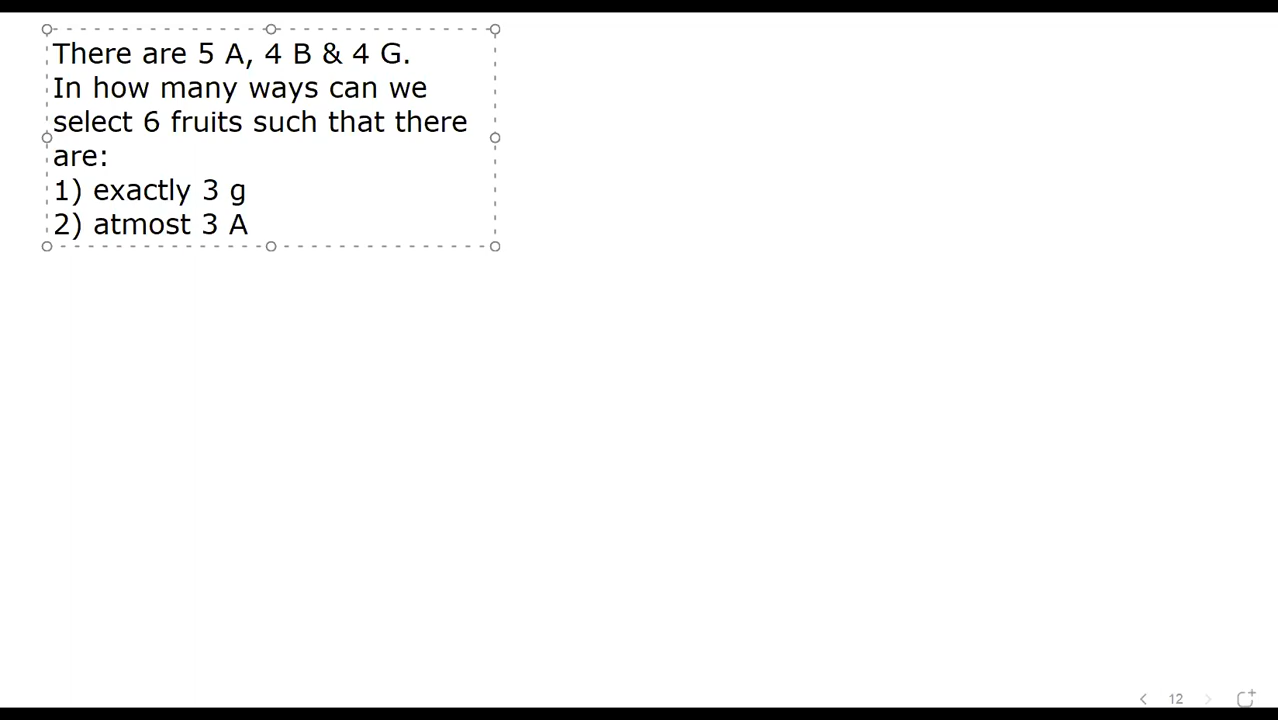 There are 5 A, 4 B & 4 G.
In how many ways can we
select 6 fruits such that there
are:
1) exactly 3 g
2) atmost 3 A
12